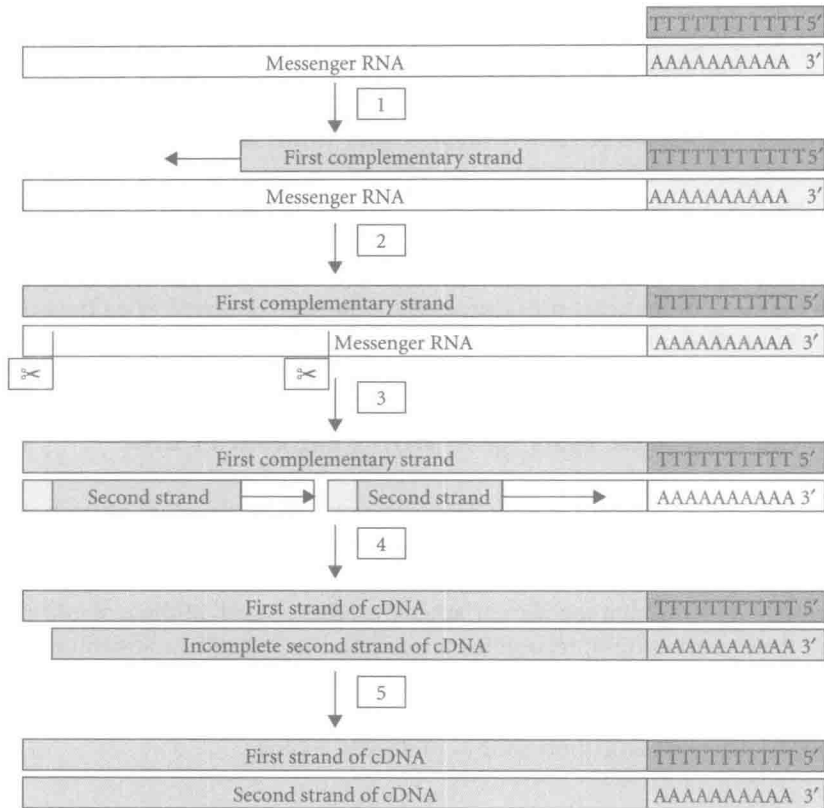 TTTTTTTTTTT 5′
Messenger RNA AAAAAAAAAA 3′
1
First complementary strand TTTTTTTTTTT 5′
Messenger RNA AAAAAAAAAA 3′
2
First complementary strand TTTTTTTTTTT 5′
Messenger RNA AAAAAAAAAA 3′
3
First complementary strand TTTTTTTTTT 5′
Second strand Second strand AAAAAAAAAA 3′
4
First strand of cDNA TTTTTTTTTTT 5′
Incomplete second strand of cDNA AAAAAAAAAA 3′
5
First strand of cDNA TTTTTTTTTTT 5′
Second strand of cDNA AAAAAAAAAA 3′